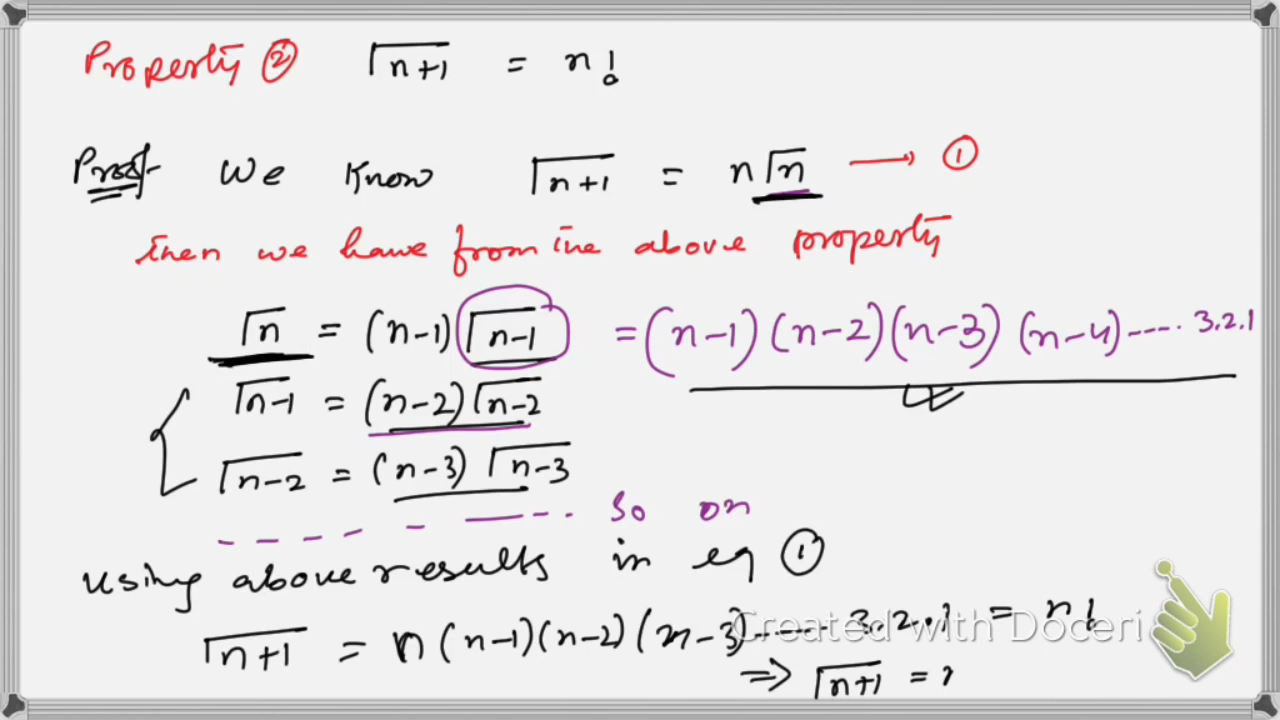 Property ② Γn+1 = n!
Proof- We Know Γn+1 = nΓn → ①
then we have from the above property
Γn = (n-1) Γn-1 = (n-1)(n-2)(n-3)(n-4)----· 3.2.1
Γn-1 = (n-2)Γn-2
Γn-2 = (n-3) Γn-3
- - - - - --- - So on
using above results in eq ①
Γn+1 = n(n-1)(n-2)(n-3)------3.2.1 = n!
Created with Doceri
⇒ Γn+1 =